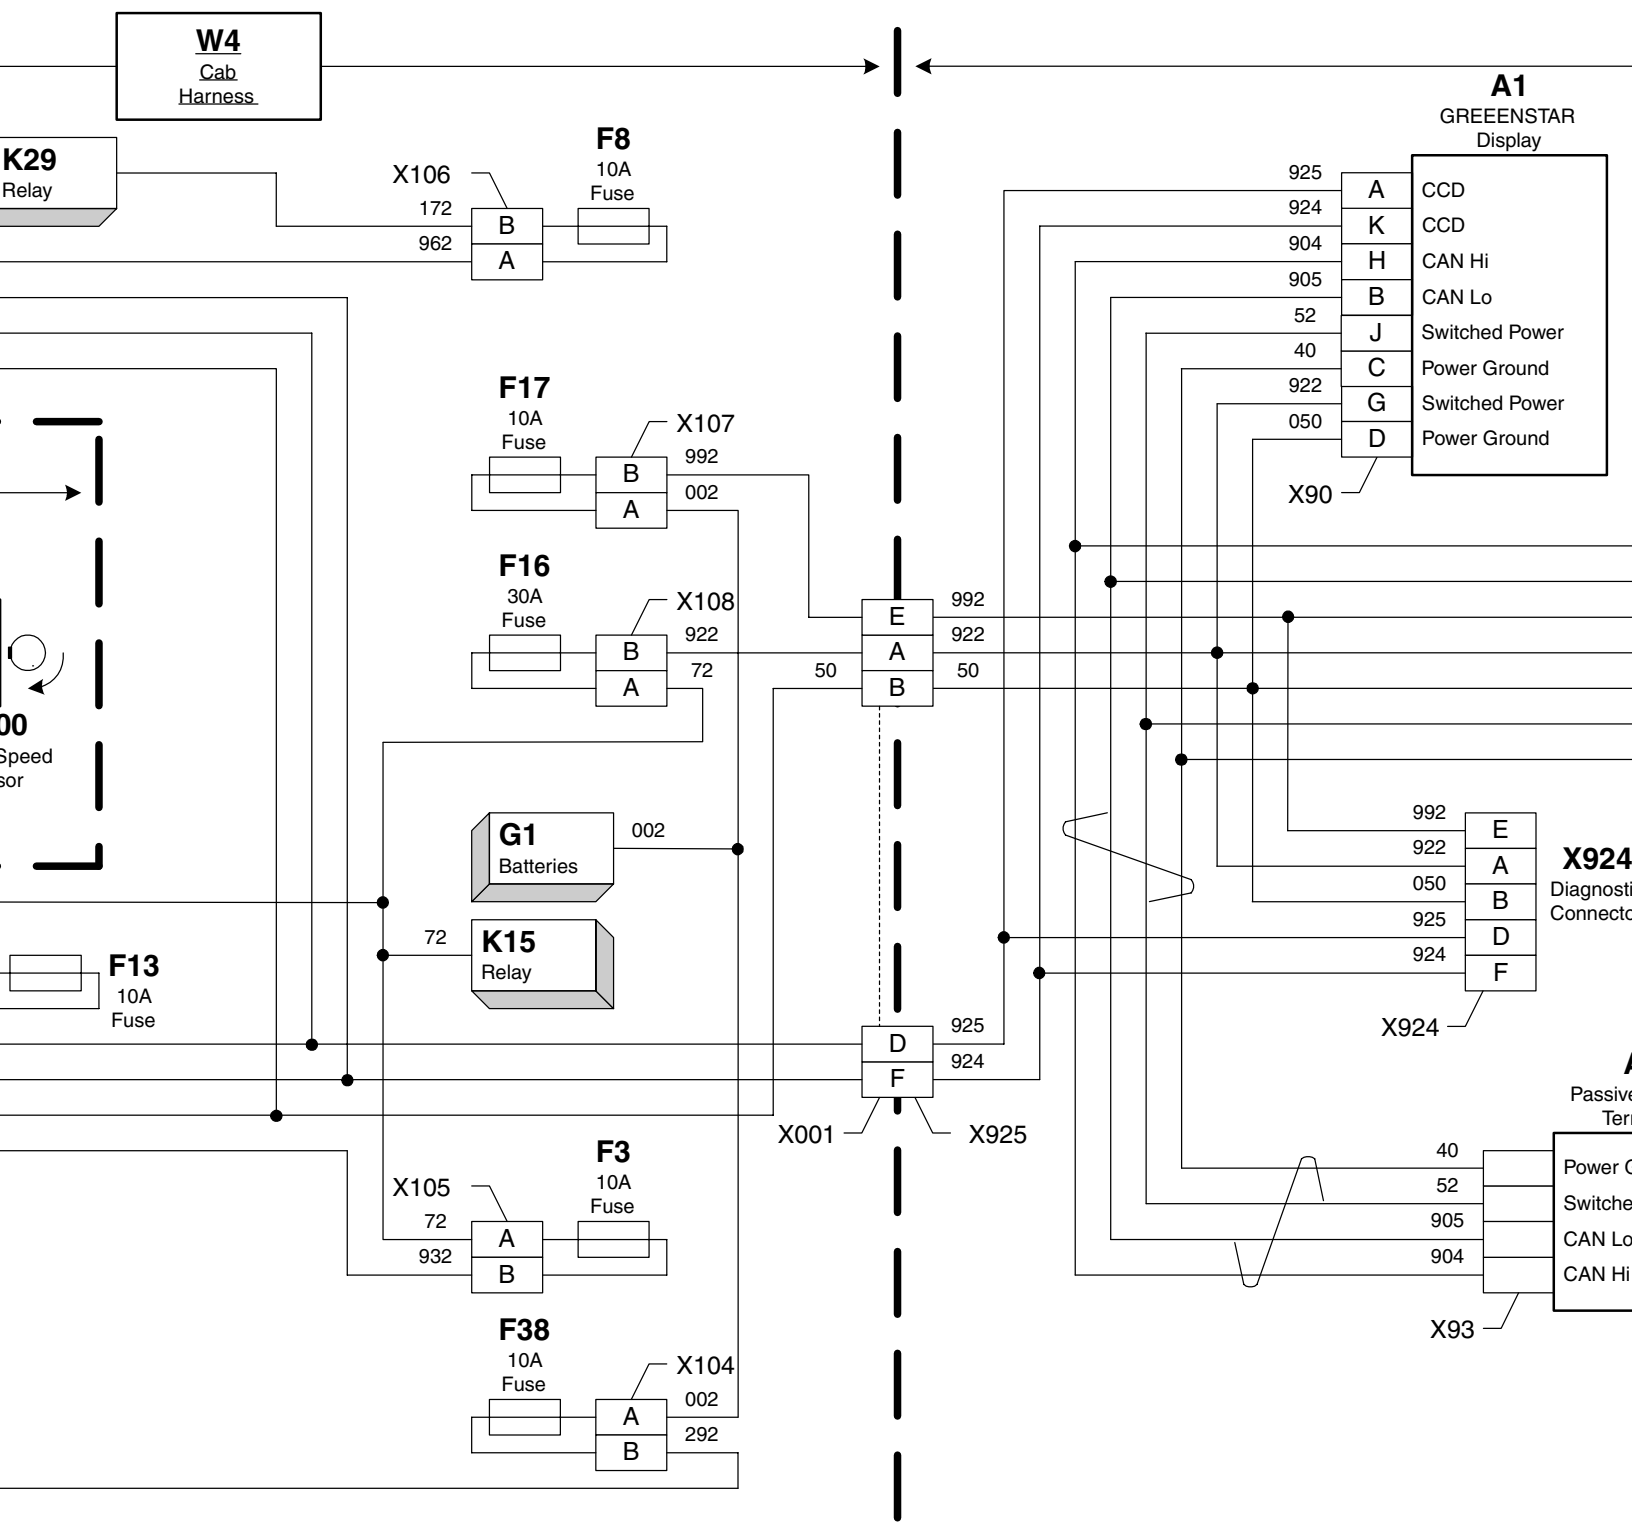 W4
Cab
Harness
K29
Relay
X106
172
962
B
A
F8
10A
Fuse
F17
10A
Fuse
X107
992
002
B
A
F16
30A
Fuse
X108
922
72
B
A
00
Speed
sor
G1
Batteries
002
K15
Relay
72
F13
10A
Fuse
50
E
A
B
992
922
50
D
F
925
924
X001
X925
F3
10A
Fuse
X105
72
932
A
B
F38
10A
Fuse
X104
002
292
A
B
A1
GREEENSTAR
Display
925 A CCD
924 K CCD
904 H CAN Hi
905 B CAN Lo
52 J Switched Power
40 C Power Ground
922 G Switched Power
050 D Power Ground
X90
992 E
922 A
050 B
925 D
924 F
X924
Diagnosti
Connecto
X924
Passive
Ter
40 Power
52 Switche
905 CAN Lo
904 CAN Hi
X93